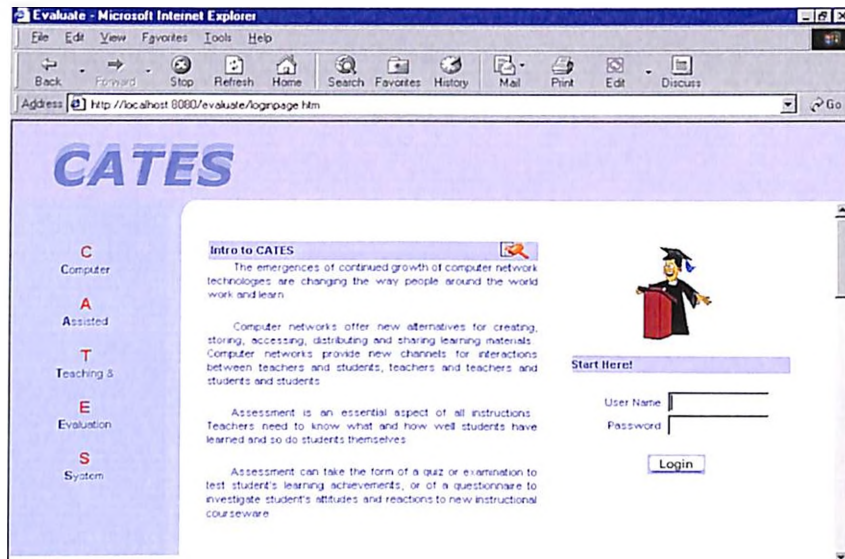 Evaluate - Microsoft Internet Explorer
File Edit View Favorites Tools Help
Back Forward Stop Refresh Home Search Favorites History Mail Print Edit Discuss
Address http://localhost 8080/evaluate/loginpage htm Go
CATES
C
Computer
A
Assisted
T
Teaching &
E
Evaluation
S
System
Intro to CATES
The emergences of continued growth of computer network
technologies are changing the way people around the world
work and learn
Computer networks offer new alternatives for creating,
storing, accessing, distributing and sharing learning materials.
Computer networks provide new channels for interactions
between teachers and students, teachers and teachers and
students and students
Assessment is an essential aspect of all instructions
Teachers need to know what and how well students have
learned and so do students themselves
Assessment can take the form of a quiz or examination to
test student's learning achievements, or of a questionnaire to
investigate student's attitudes and reactions to new instructional
courseware
Start Here!
User Name
Password
Login